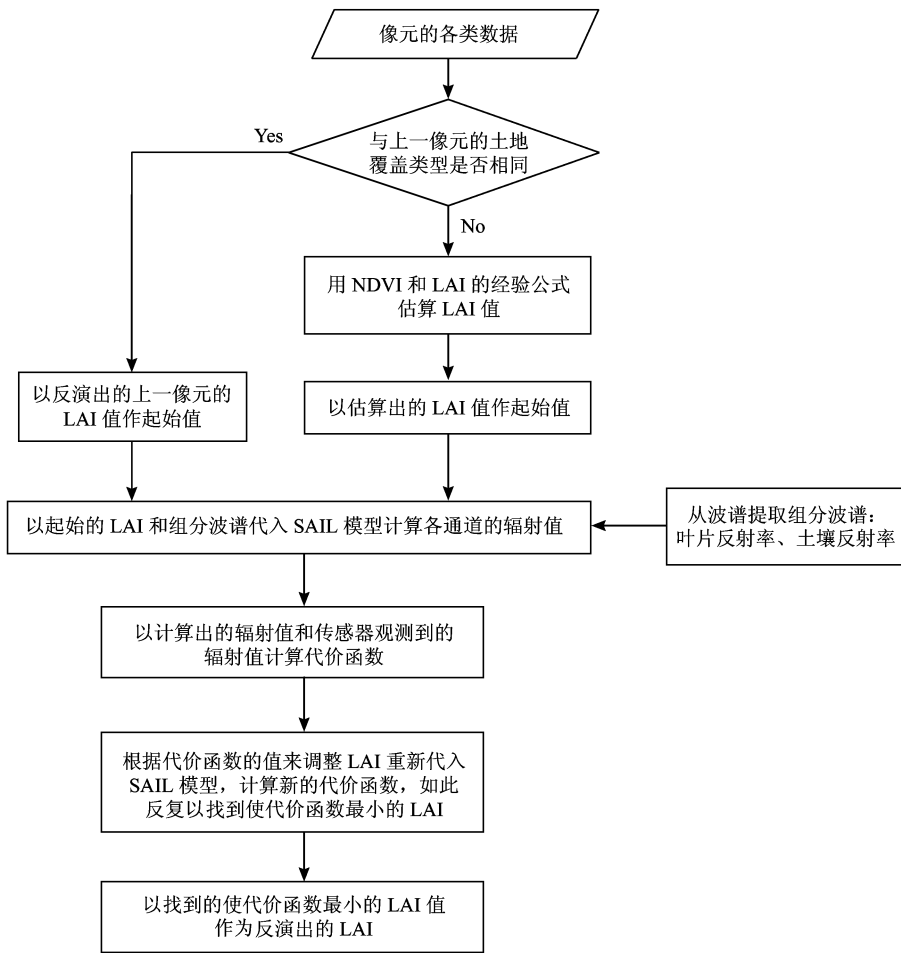 像元的各类数据
与上一像元的土地
覆盖类型是否相同
Yes
No
用 NDVI 和 LAI 的经验公式
估算 LAI 值
以反演出的上一像元的
LAI 值作起始值
以估算出的 LAI 值作起始值
以起始的 LAI 和组分波谱代入 SAIL 模型计算各通道的辐射值
从波谱提取组分波谱：
叶片反射率、土壤反射率
以计算出的辐射值和传感器观测到的
辐射值计算代价函数
根据代价函数的值来调整 LAI 重新代入
SAIL 模型，计算新的代价函数，如此
反复以找到使代价函数最小的 LAI
以找到的使代价函数最小的 LAI 值
作为反演出的 LAI